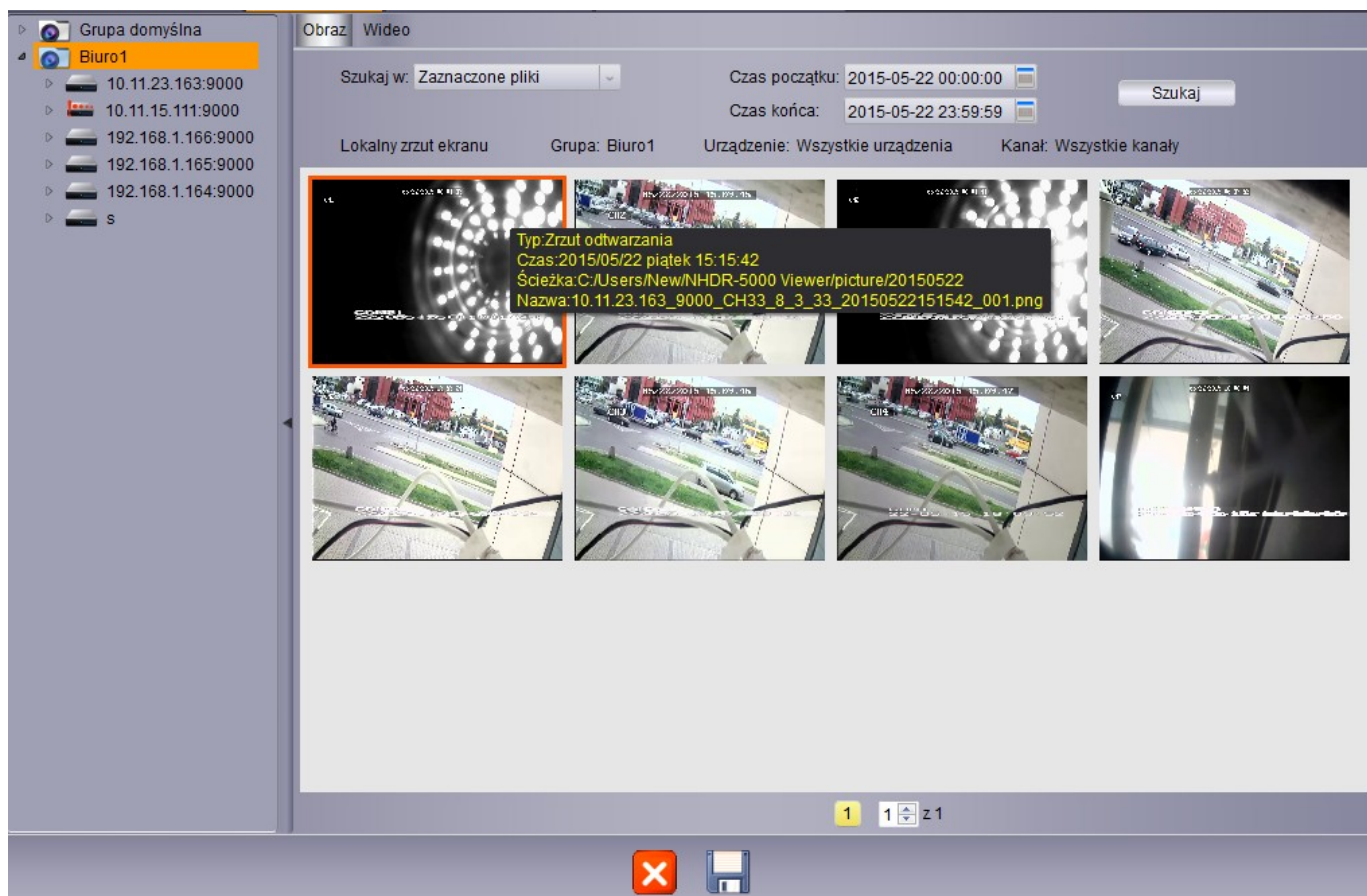 Grupa domyślna
Biuro1
10.11.23.163:9000
10.11.15.111:9000
192.168.1.166:9000
192.168.1.165:9000
192.168.1.164:9000
s
Obraz Wideo
Szukaj w: Zaznaczone pliki
Czas początku: 2015-05-22 00:00:00
Czas końca: 2015-05-22 23:59:59
Szukaj
Lokalny zrzut ekranu Grupa: Biuro1 Urządzenie: Wszystkie urządzenia Kanał: Wszystkie kanały
Typ:Zrzut odtwarzania
Czas:2015/05/22 piątek 15:15:42
Ścieżka:C:/Users/New/NHDR-5000 Viewer/picture/20150522
Nazwa:10.11.23.163_9000_CH33_8_3_33_20150522151542_001.png
1 1 z 1